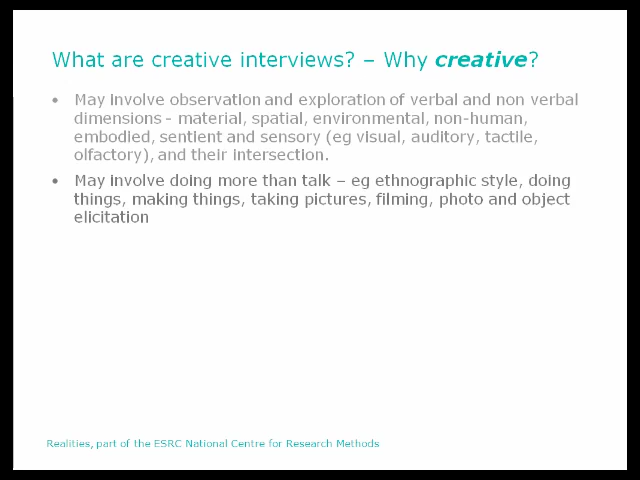 What are creative interviews? – Why creative?
• May involve observation and exploration of verbal and non verbal
dimensions - material, spatial, environmental, non-human,
embodied, sentient and sensory (eg visual, auditory, tactile,
olfactory), and their intersection.
• May involve doing more than talk – eg ethnographic style, doing
things, making things, taking pictures, filming, photo and object
elicitation
Realities, part of the ESRC National Centre for Research Methods